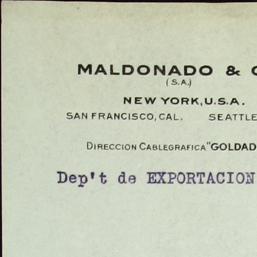 MALDONADO & C
(S.A.)
NEW YORK, U.S.A.
SAN FRANCISCO, CAL. SEATTLE
DIRECCION CABLEGRAFICA "GOLDAD
Dep't de EXPORTACION